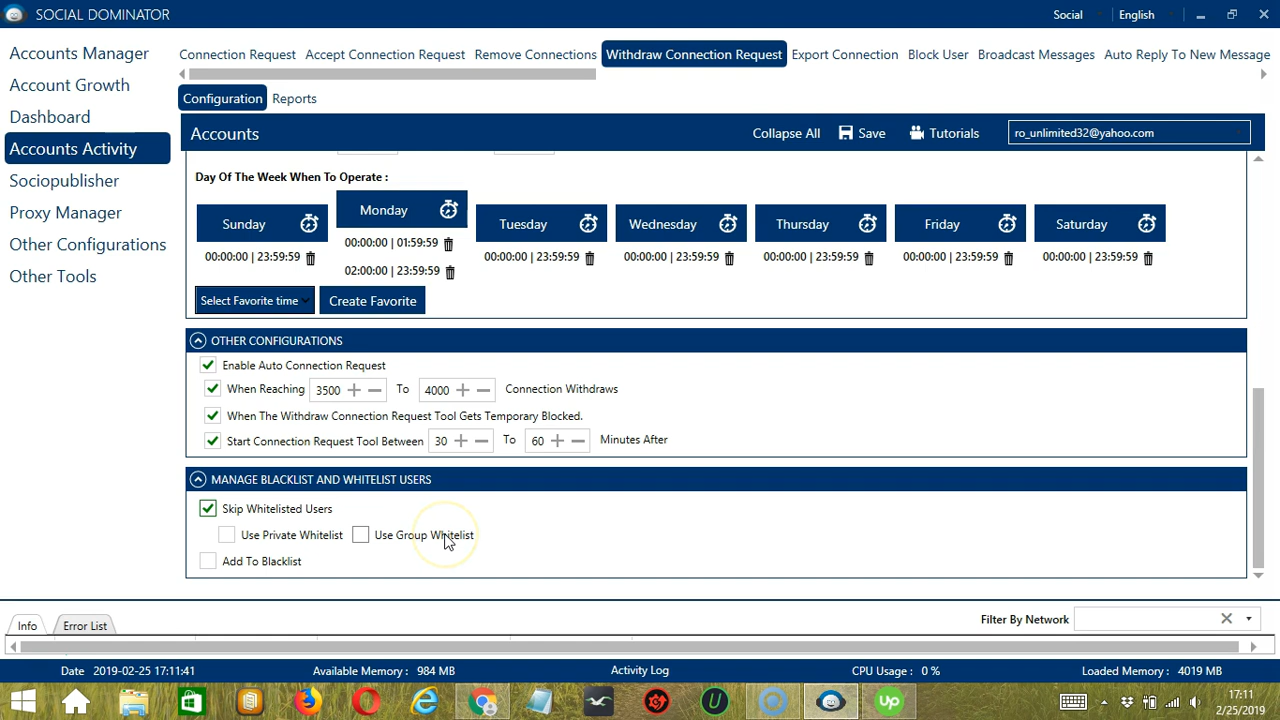 SOCIAL DOMINATOR
Social
English
Accounts Manager
Account Growth
Dashboard
Accounts Activity
Sociopublisher
Proxy Manager
Other Configurations
Other Tools
Connection Request
Accept Connection Request
Remove Connections
Withdraw Connection Request
Export Connection
Block User
Broadcast Messages
Auto Reply To New Message
Configuration
Reports
Accounts
Collapse All
Save
Tutorials
ro_unlimited32@yahoo.com
Day Of The Week When To Operate :
Sunday
Monday
Tuesday
Wednesday
Thursday
Friday
Saturday
00:00:00 | 23:59:59
00:00:00 | 01:59:59
02:00:00 | 23:59:59
00:00:00 | 23:59:59
00:00:00 | 23:59:59
00:00:00 | 23:59:59
00:00:00 | 23:59:59
00:00:00 | 23:59:59
Select Favorite time
Create Favorite
OTHER CONFIGURATIONS
Enable Auto Connection Request
When Reaching 3500 To 4000 Connection Withdraws
When The Withdraw Connection Request Tool Gets Temporary Blocked.
Start Connection Request Tool Between 30 To 60 Minutes After
MANAGE BLACKLIST AND WHITELIST USERS
Skip Whitelisted Users
Use Private Whitelist
Use Group Whitelist
Add To Blacklist
Info
Error List
Filter By Network
Date 2019-02-25 17:11:41
Available Memory : 984 MB
Activity Log
CPU Usage : 0 %
Loaded Memory : 4019 MB
17:11
2/25/2019